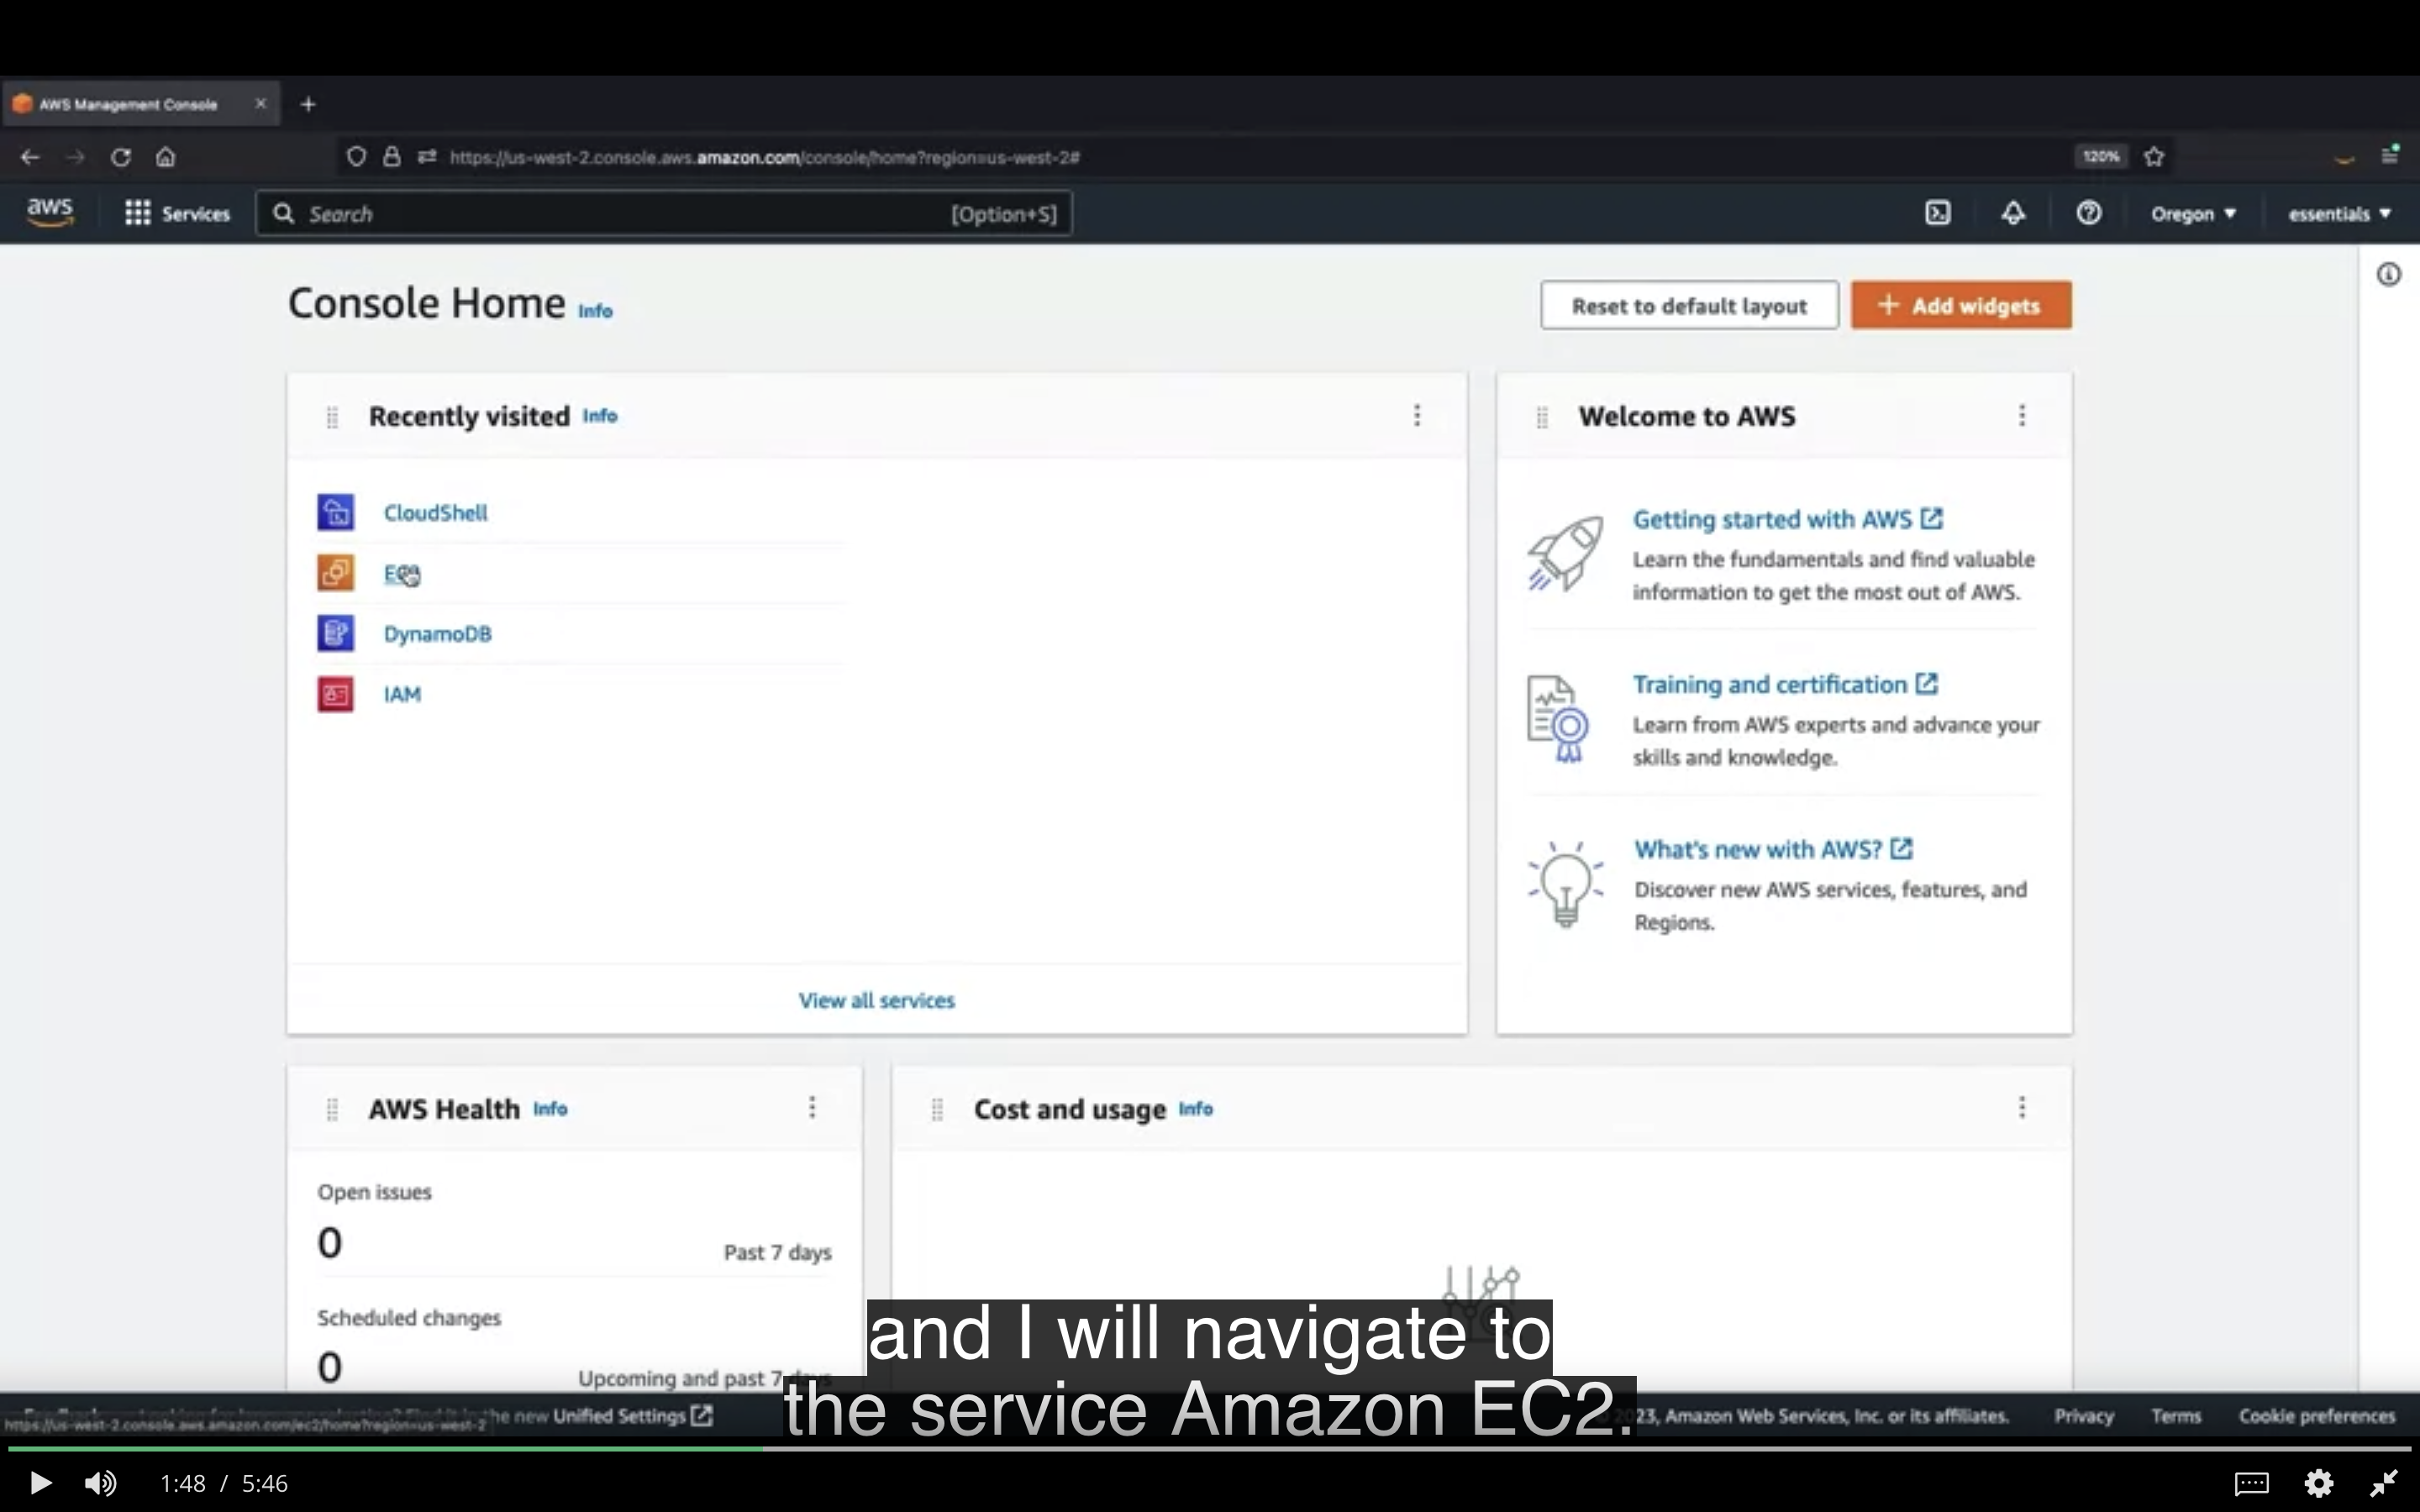 AWS Management Console
https://us-west-2.console.aws.amazon.com/console/home?region=us-west-2#
120%
aws
Services
Search
[Option+S]
Oregon
essentials
Console Home Info
Reset to default layout
+ Add widgets
Recently visited Info
CloudShell
DynamoDB
IAM
View all services
Welcome to AWS
Getting started with AWS
Learn the fundamentals and find valuable
information to get the most out of AWS.
Training and certification
Learn from AWS experts and advance your
skills and knowledge.
What's new with AWS?
Discover new AWS services, features, and
Regions.
AWS Health Info
Open issues
0
Past 7 days
Scheduled changes
0
Upcoming and past 7
Cost and usage Info
and I will navigate to
the service Amazon EC2.
https://us-west-2.console.aws.amazon.com/ec2/home?region=us-west-2
the new Unified Settings
23, Amazon Web Services, Inc. or its affiliates.
Privacy
Terms
Cookie preferences
1:48 / 5:46